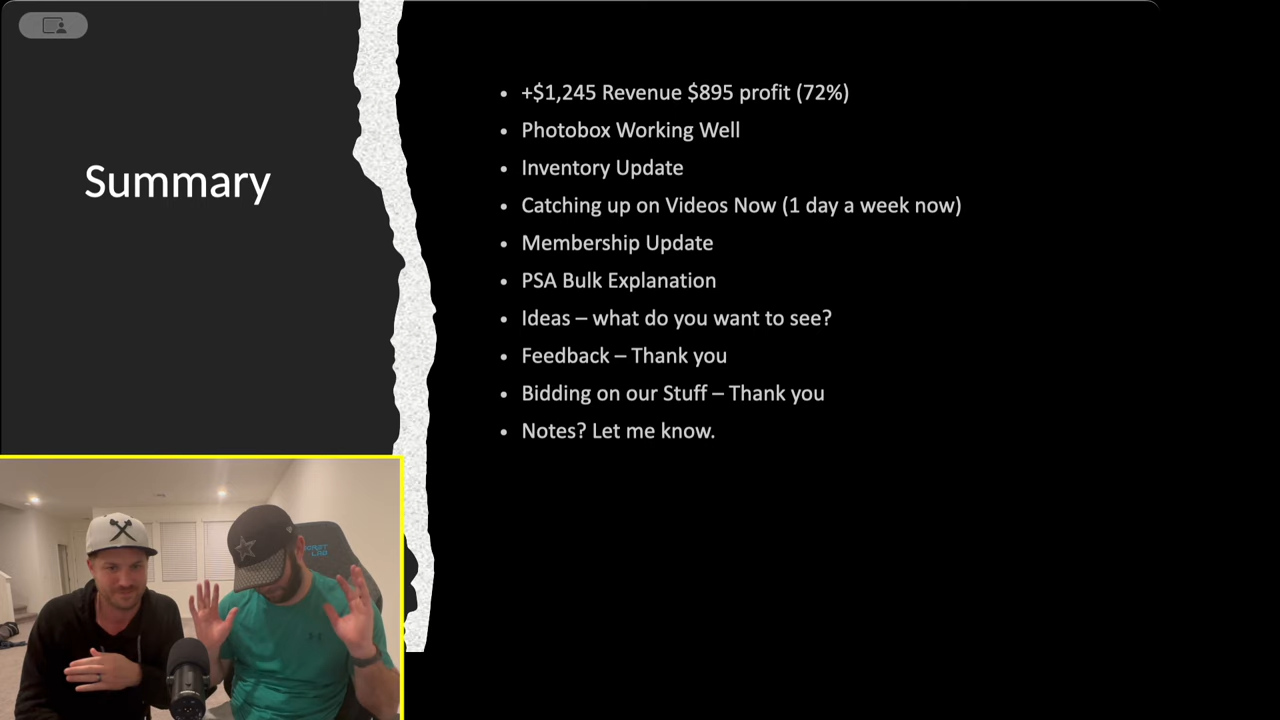 Summary
+$1,245 Revenue $895 profit (72%)
Photobox Working Well
Inventory Update
Catching up on Videos Now (1 day a week now)
Membership Update
PSA Bulk Explanation
Ideas – what do you want to see?
Feedback – Thank you
Bidding on our Stuff – Thank you
Notes? Let me know.